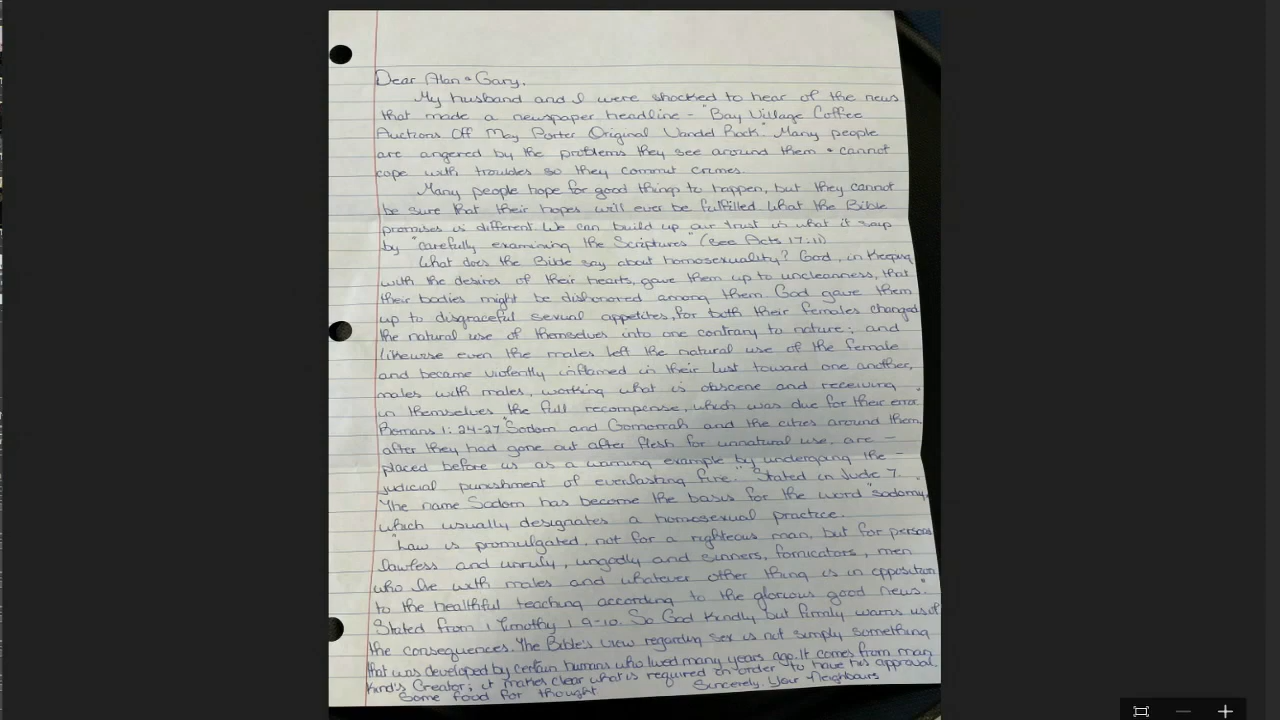 Dear Alan & Gary,
My husband and I were shocked to hear of the news
that made a newspaper headline - "Bay Village Coffee
Auctions Off May Porter Original Vandal Rock". Many people
are angered by the problems they see around them & cannot
cope with troubles so they commit crimes.
Many people hope for good things to happen, but they cannot
be sure that their hopes will ever be fulfilled. What the Bible
promises is different. We can build up our trust in what it says
by "carefully examining the Scriptures" (See Acts 17:11)
What does the Bible say about homosexuality? God, in keeping
with the desires of their hearts, gave them up to uncleanness, that
their bodies might be dishonored among them. God gave them
up to disgraceful sexual appetites, for both their females changed
the natural use of themselves into one contrary to nature; and
likewise even the males left the natural use of the female
and became violently inflamed in their lust toward one another,
males with males, working what is obscene and receiving
in themselves the full recompense, which was due for their error."
Romans 1:24-27. "Sodom and Gomorrah and the cities around them,
after they had gone out after flesh for unnatural use, are -
placed before us as a warning example by undergoing the -
judicial punishment of everlasting fire." Stated in Jude 7.
The name Sodom has become the basis for the word "sodomy,"
which usually designates a homosexual practice.
"Law is promulgated, not for a righteous man, but for persons
lawless and unruly, ungodly and sinners, fornicators, men
who lie with males and whatever other thing is in opposition
to the healthful teaching according to the glorious good news."
Stated from 1 Timothy 1 9-10. So God kindly but firmly warns us of
the consequences. The Bible's view regarding sex is not simply something
that was developed by certain humans who lived many years ago. It comes from man
kind's Creator; it makes clear what is required in order to have his approval.
Some food for thought Sincerely, Your Neighbours